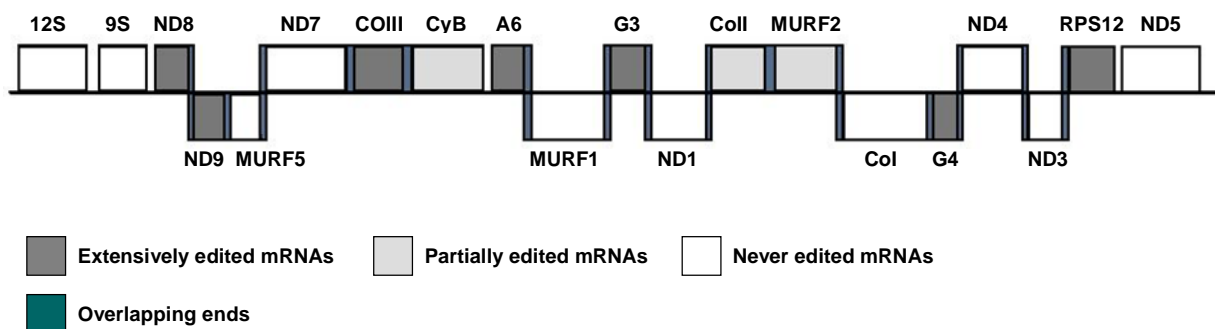 12S 9S ND8 ND7 COIII CyB A6 G3 CoII MURF2 ND4 RPS12 ND5
ND9 MURF5 MURF1 ND1 CoI G4 ND3
Extensively edited mRNAs Partially edited mRNAs Never edited mRNAs
Overlapping ends